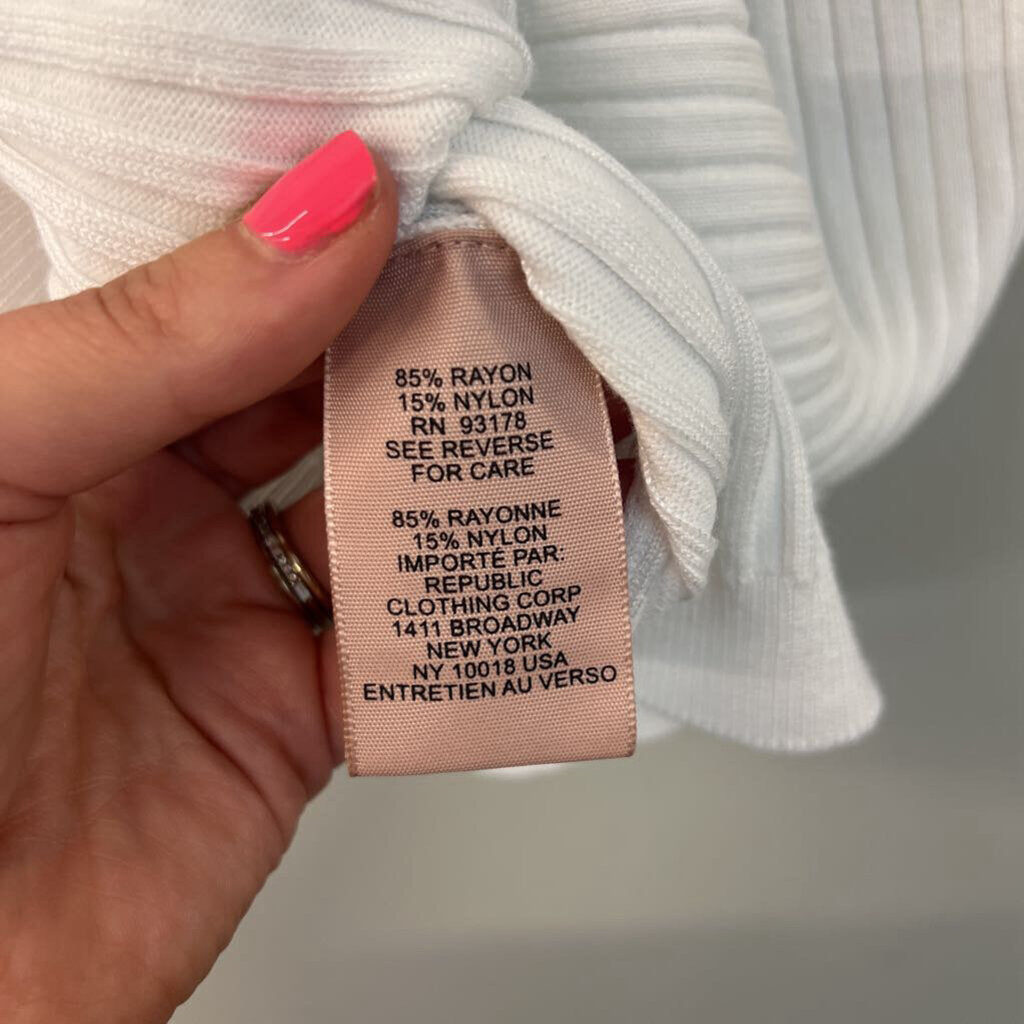 85% RAYON
15% NYLON
RN 93178
SEE REVERSE
FOR CARE
85% RAYONNE
15% NYLON
IMPORTÉ PAR:
REPUBLIC
CLOTHING CORP
1411 BROADWAY
NEW YORK
NY 10018 USA
ENTRETIEN AU VERSO